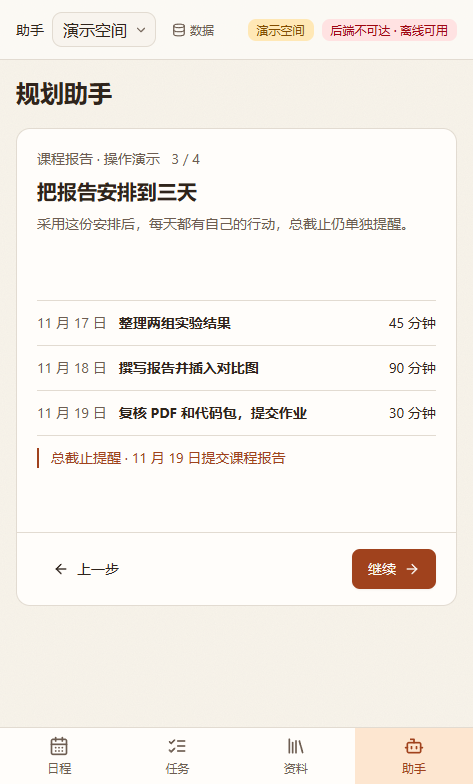 助手 演示空间 数据 演示空间 后端不可达 · 离线可用
规划助手
课程报告 · 操作演示 3 / 4
把报告安排到三天
采用这份安排后，每天都有自己的行动，总截止仍单独提醒。
11 月 17 日 整理两组实验结果 45 分钟
11 月 18 日 撰写报告并插入对比图 90 分钟
11 月 19 日 复核 PDF 和代码包，提交作业 30 分钟
总截止提醒 · 11 月 19 日提交课程报告
上一步 继续
日程 任务 资料 助手